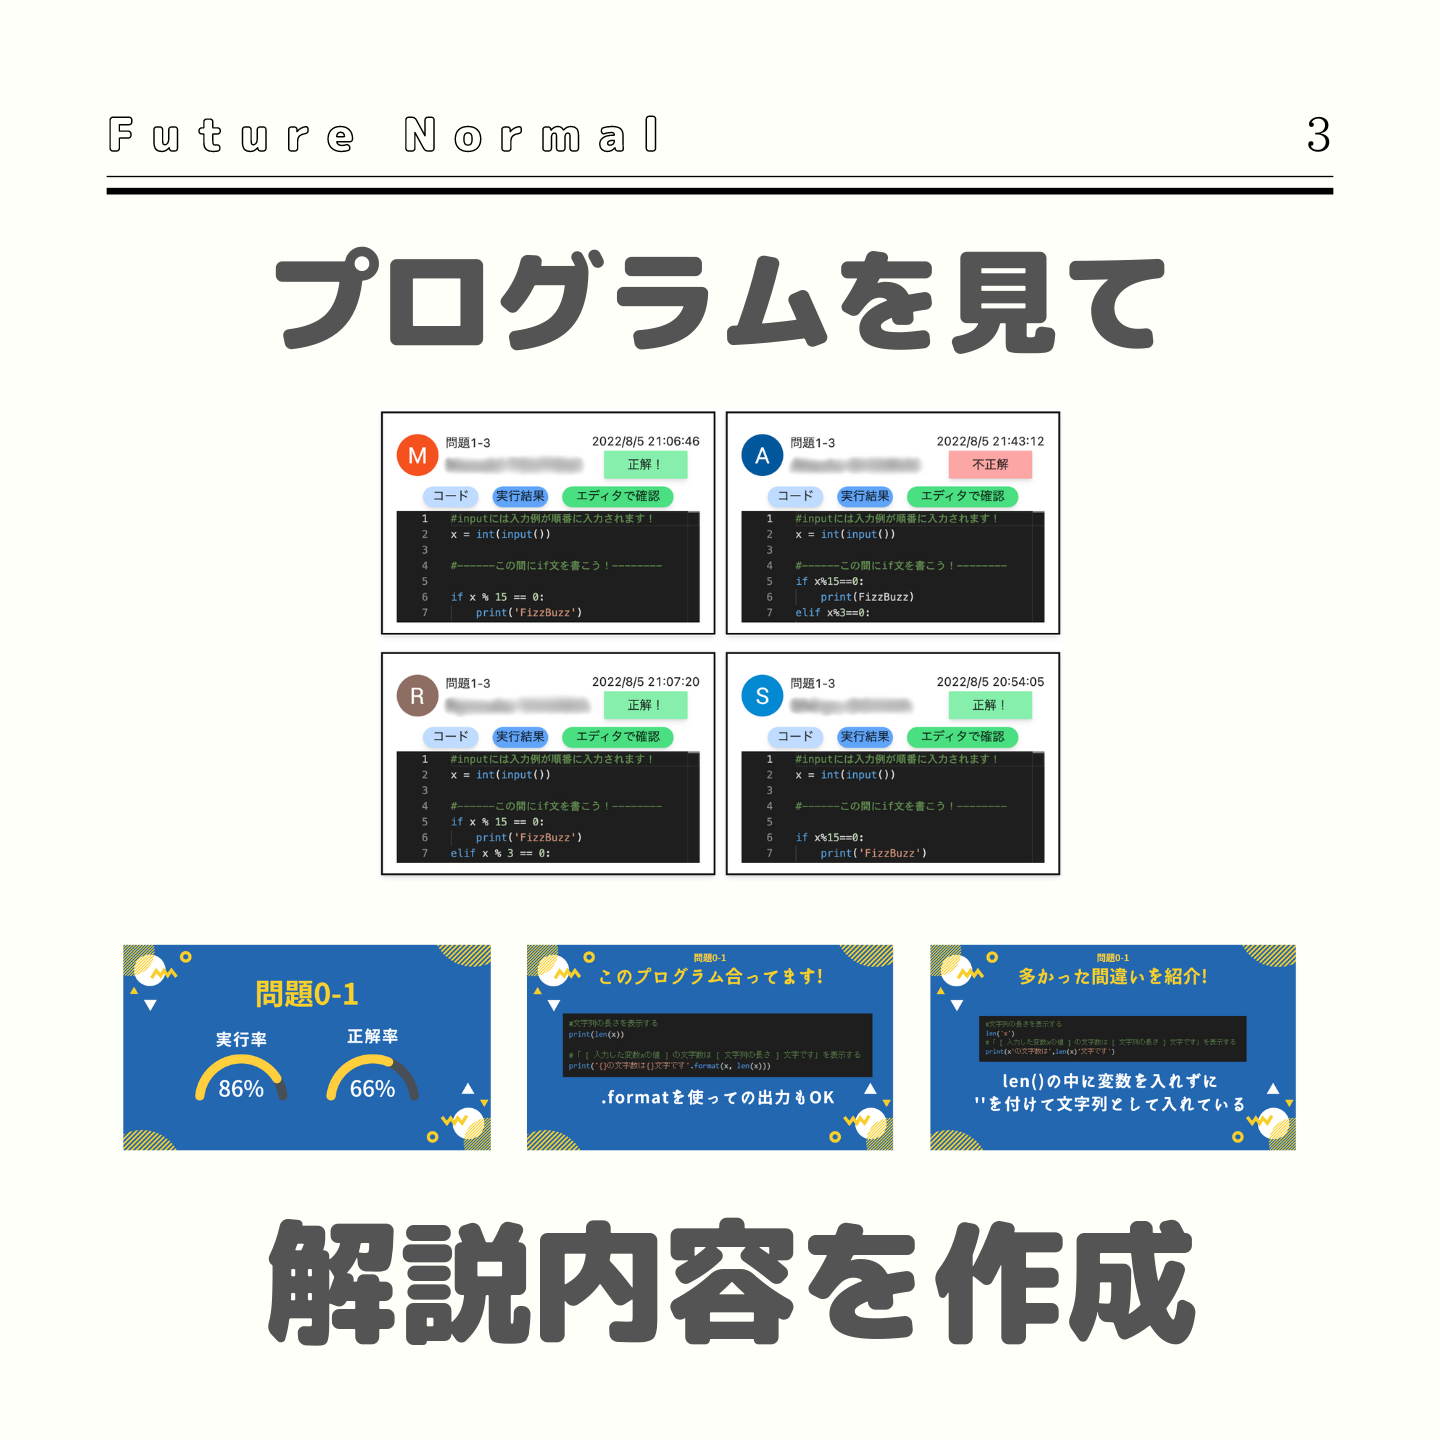 Future Normal
3
プログラムを見て
M
問題1-3
2022/8/5 21:06:46
正解！
コード 実行結果 エディタで確認
1 #inputには入力例が順番に入力されます！
2 x = int(input())
3
4 #------この間にif文を書こう！--------
5
6 if x % 15 == 0:
7 print('FizzBuzz')
A
問題1-3
2022/8/5 21:43:12
不正解
コード 実行結果 エディタで確認
1 #inputには入力例が順番に入力されます！
2 x = int(input())
3
4 #------この間にif文を書こう！--------
5 if x%15==0:
6 print(FizzBuzz)
7 elif x%3==0:
R
問題1-3
2022/8/5 21:07:20
正解！
コード 実行結果 エディタで確認
1 #inputには入力例が順番に入力されます！
2 x = int(input())
3
4 #------この間にif文を書こう！--------
5 if x % 15 == 0:
6 print('FizzBuzz')
7 elif x % 3 == 0:
S
問題1-3
2022/8/5 20:54:05
正解！
コード 実行結果 エディタで確認
1 #inputには入力例が順番に入力されます！
2 x = int(input())
3
4 #------この間にif文を書こう！--------
5
6 if x%15==0:
7 print('FizzBuzz')
問題0-1
実行率 正解率
86% 66%
問題0-1
このプログラム合ってます!
#文字列の長さを表示する
print(len(x))
#「 [ 入力した変数xの値 ] の文字数は [ 文字列の長さ ] 文字です」を表示する
print('{}の文字数は{}文字です'.format(x, len(x)))
.formatを使っての出力もOK
問題0-1
多かった間違いを紹介!
#文字列の長さを表示する
len('x')
#「 [ 入力した変数xの値 ] の文字数は [ 文字列の長さ ] 文字です」を表示する
print(x'の文字数は',len(x)'文字です')
len()の中に変数を入れずに
''を付けて文字列として入れている
解説内容を作成